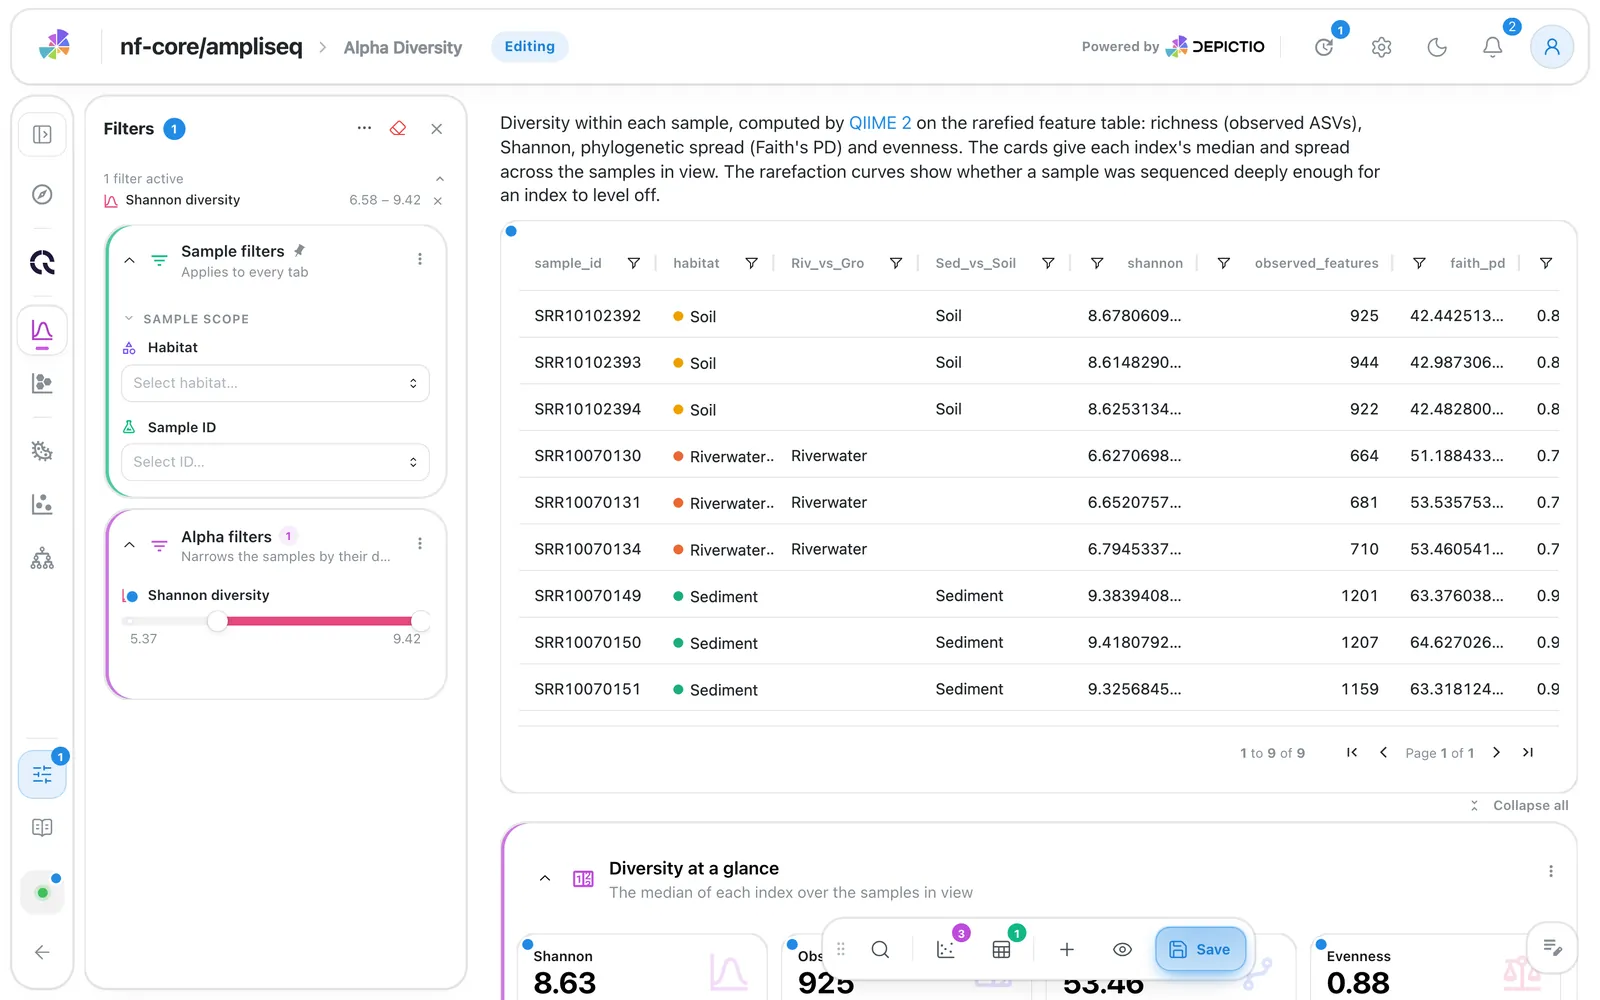 nf-core/ampliseq
Alpha Diversity
Editing
Powered by DEPICTIO
1
2
Filters 1
1 filter active
Shannon diversity 6.58 – 9.42
Sample filters
Applies to every tab
SAMPLE SCOPE
Habitat
Select habitat...
Sample ID
Select ID...
Alpha filters 1
Narrows the samples by their d...
Shannon diversity
5.37 9.42
1
Diversity within each sample, computed by QIIME 2 on the rarefied feature table: richness (observed ASVs),
Shannon, phylogenetic spread (Faith's PD) and evenness. The cards give each index's median and spread
across the samples in view. The rarefaction curves show whether a sample was sequenced deeply enough for
an index to level off.
sample_id habitat Riv_vs_Gro Sed_vs_Soil shannon observed_features faith_pd
SRR10102392 Soil Soil 8.6780609... 925 42.442513... 0.8
SRR10102393 Soil Soil 8.6148290... 944 42.987306... 0.8
SRR10102394 Soil Soil 8.6253134... 922 42.482800... 0.8
SRR10070130 Riverwater.. Riverwater 6.6270698... 664 51.188433... 0.7
SRR10070131 Riverwater.. Riverwater 6.6520757... 681 53.535753... 0.7
SRR10070134 Riverwater.. Riverwater 6.7945337... 710 53.460541... 0.7
SRR10070149 Sediment Sediment 9.3839408... 1201 63.376038... 0.9
SRR10070150 Sediment Sediment 9.4180792... 1207 64.627026... 0.9
SRR10070151 Sediment Sediment 9.3256845... 1159 63.318124... 0.9
1 to 9 of 9 Page 1 of 1
Collapse all
Diversity at a glance
The median of each index over the samples in view
3
1
Save
Shannon
8.63
Obs
925
53.46
Evenness
0.88